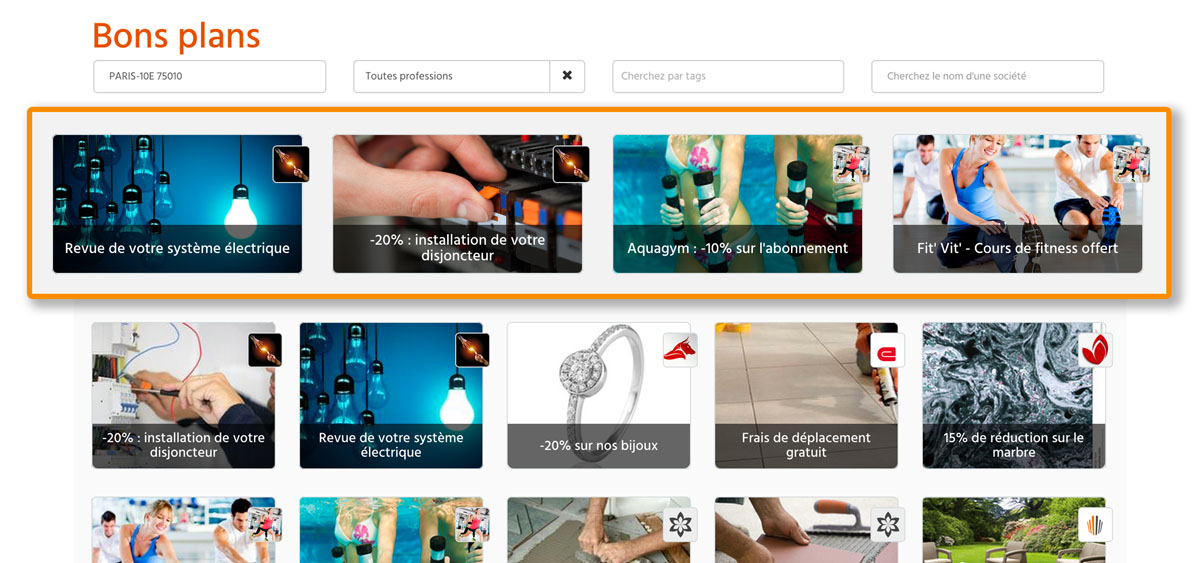 Bons plans
PARIS-10E 75010
Toutes professions
Cherchez par tags
Cherchez le nom d'une société
Revue de votre système électrique
-20% : installation de votre
disjoncteur
Aquagym : -10% sur l'abonnement
Fit' Vit' - Cours de fitness offert
-20% : installation de votre
disjoncteur
Revue de votre système
électrique
-20% sur nos bijoux
Frais de déplacement
gratuit
15% de réduction sur le
marbre